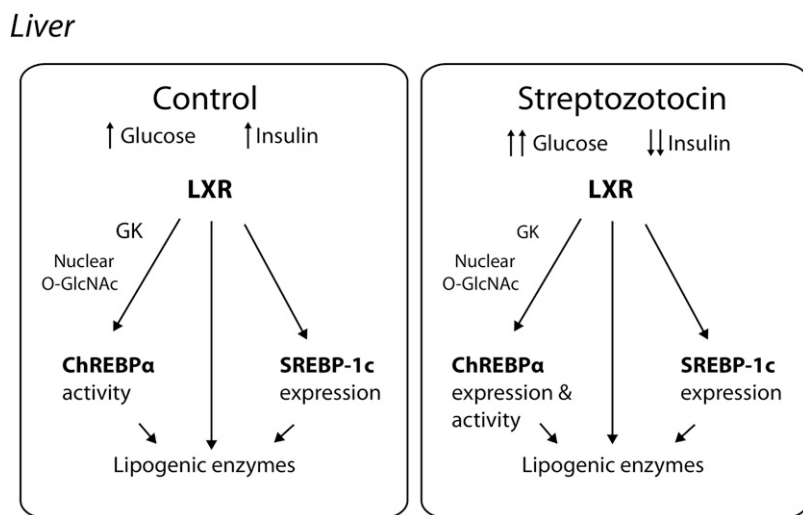 Liver
Control
↑ Glucose ↑ Insulin
LXR
GK
Nuclear
O-GlcNAc
ChREBPα
activity
SREBP-1c
expression
Lipogenic enzymes
Streptozotocin
↑↑ Glucose ↓↓ Insulin
LXR
GK
Nuclear
O-GlcNAc
ChREBPα
expression &
activity
SREBP-1c
expression
Lipogenic enzymes